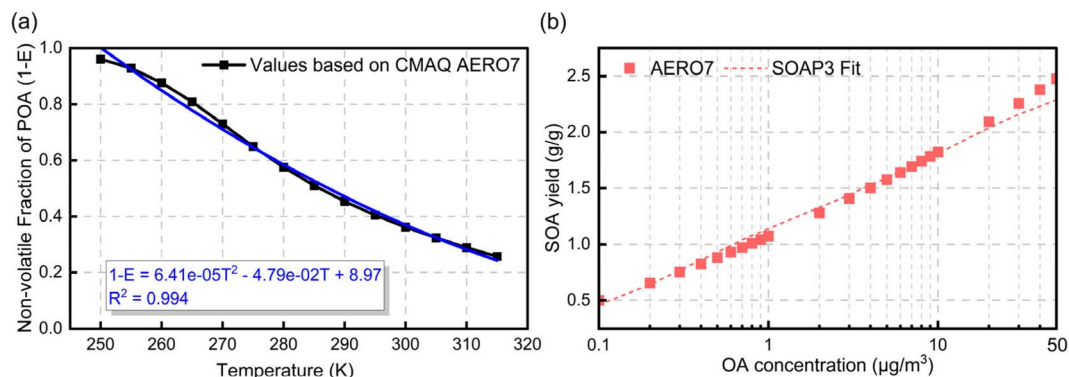 (a)
Non-volatile Fraction of POA (1-E)
1.0
0.8
0.6
0.4
0.2
0.0
Values based on CMAQ AERO7
1-E = 6.41e-05T² - 4.79e-02T + 8.97
R² = 0.994
250 260 270 280 290 300 310 320
Temperature (K)
(b)
SOA yield (g/g)
2.5
2.0
1.5
1.0
0.5
AERO7 SOAP3 Fit
0.1 1 10 50
OA concentration (μg/m³)